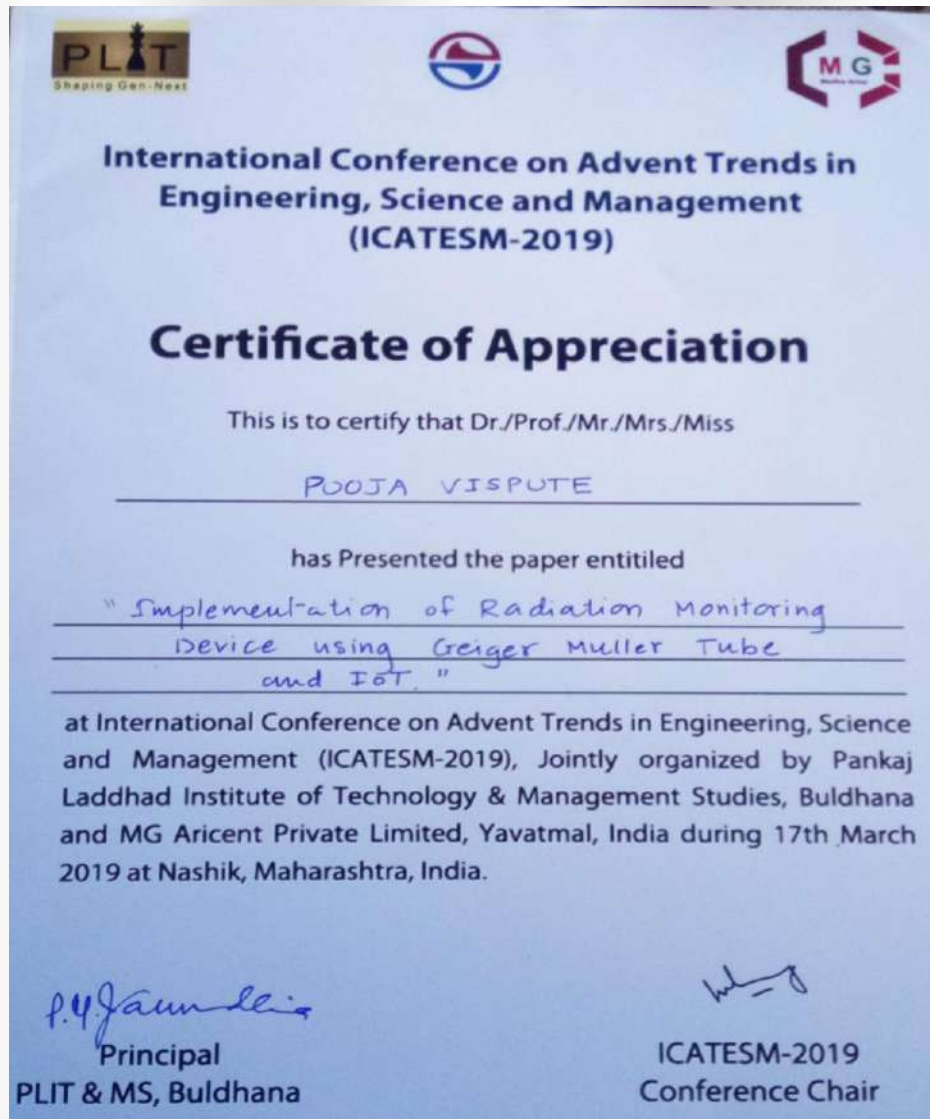 PLIT
Shaping Gen-Next
M G
International Conference on Advent Trends in
Engineering, Science and Management
(ICATESM-2019)
Certificate of Appreciation
This is to certify that Dr./Prof./Mr./Mrs./Miss
POOJA VISPUTE
has Presented the paper entitiled
"Implementation of Radiation Monitoring
Device using Geiger Muller Tube
and IoT."
at International Conference on Advent Trends in Engineering, Science
and Management (ICATESM-2019), Jointly organized by Pankaj
Laddhad Institute of Technology & Management Studies, Buldhana
and MG Aricent Private Limited, Yavatmal, India during 17th March
2019 at Nashik, Maharashtra, India.
Principal
PLIT & MS, Buldhana
ICATESM-2019
Conference Chair